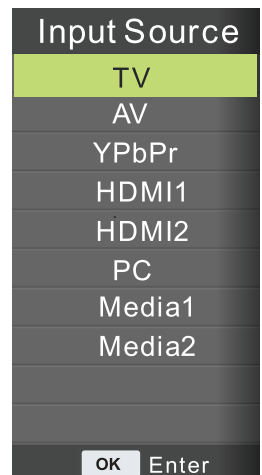 Input Source
TV
AV
YPbPr
HDMI1
HDMI2
PC
Media1
Media2
OK Enter